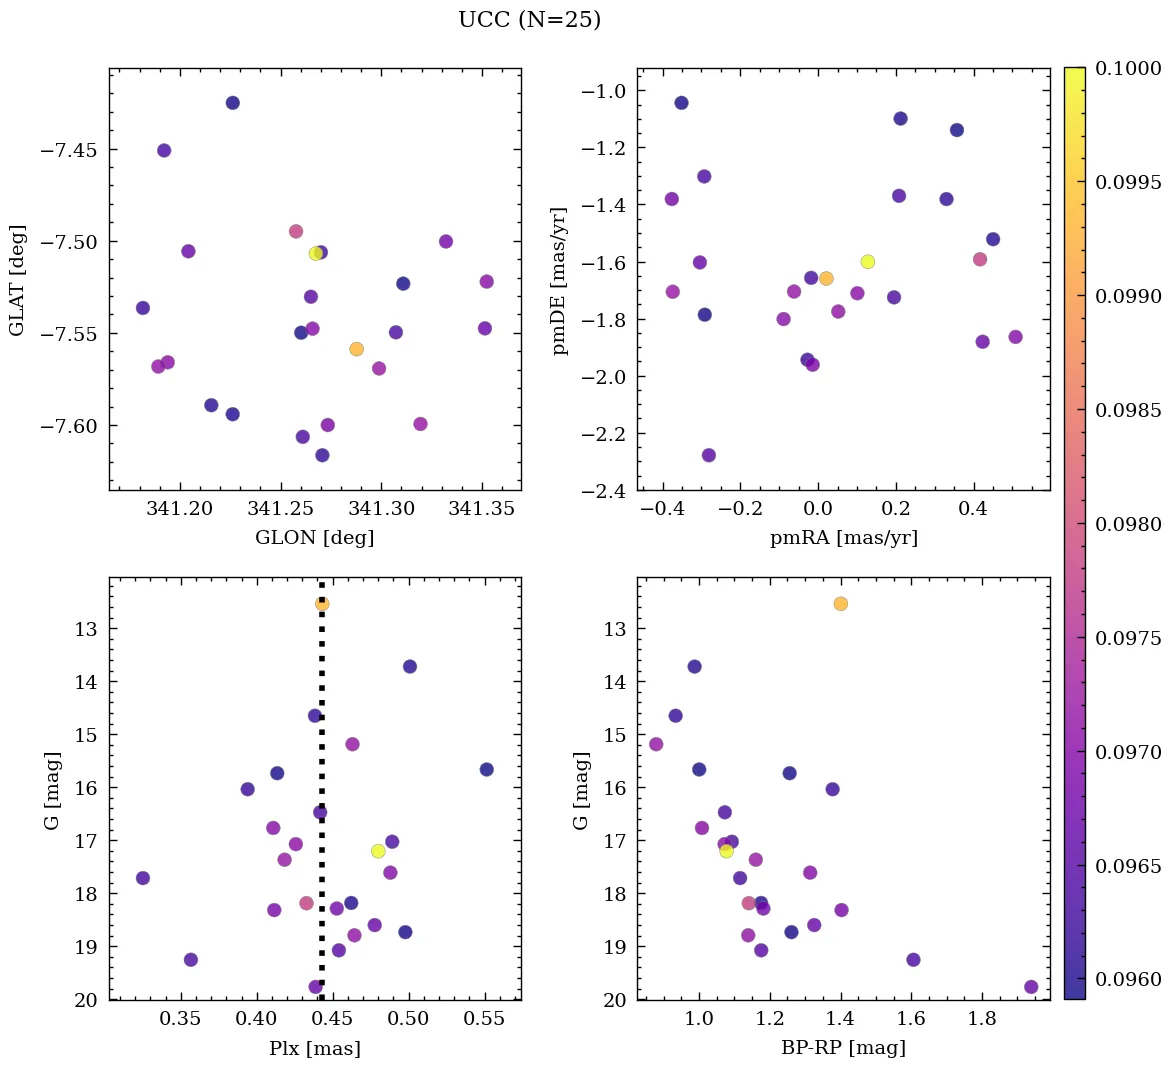 UCC (N=25)
−7.45
−7.50
−7.55
−7.60
GLAT [deg]
341.20 341.25 341.30 341.35
GLON [deg]
−1.0
−1.2
−1.4
−1.6
−1.8
−2.0
−2.2
−2.4
pmDE [mas/yr]
−0.4 −0.2 0.0 0.2 0.4
pmRA [mas/yr]
13
14
15
16
17
18
19
20
G [mag]
0.35 0.40 0.45 0.50 0.55
Plx [mas]
13
14
15
16
17
18
19
20
G [mag]
1.0 1.2 1.4 1.6 1.8
BP-RP [mag]
0.1000
0.0995
0.0990
0.0985
0.0980
0.0975
0.0970
0.0965
0.0960